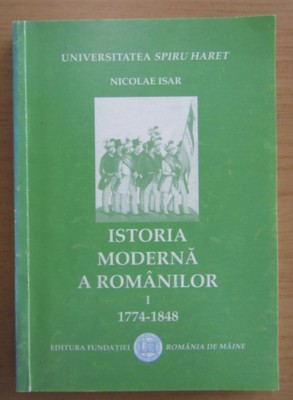 UNIVERSITATEA SPIRU HARET
NICOLAE ISAR
ISTORIA
MODERNĂ
A ROMÂNILOR
I
1774-1848
EDITURA FUNDAȚIEI ROMÂNIA DE MÂINE